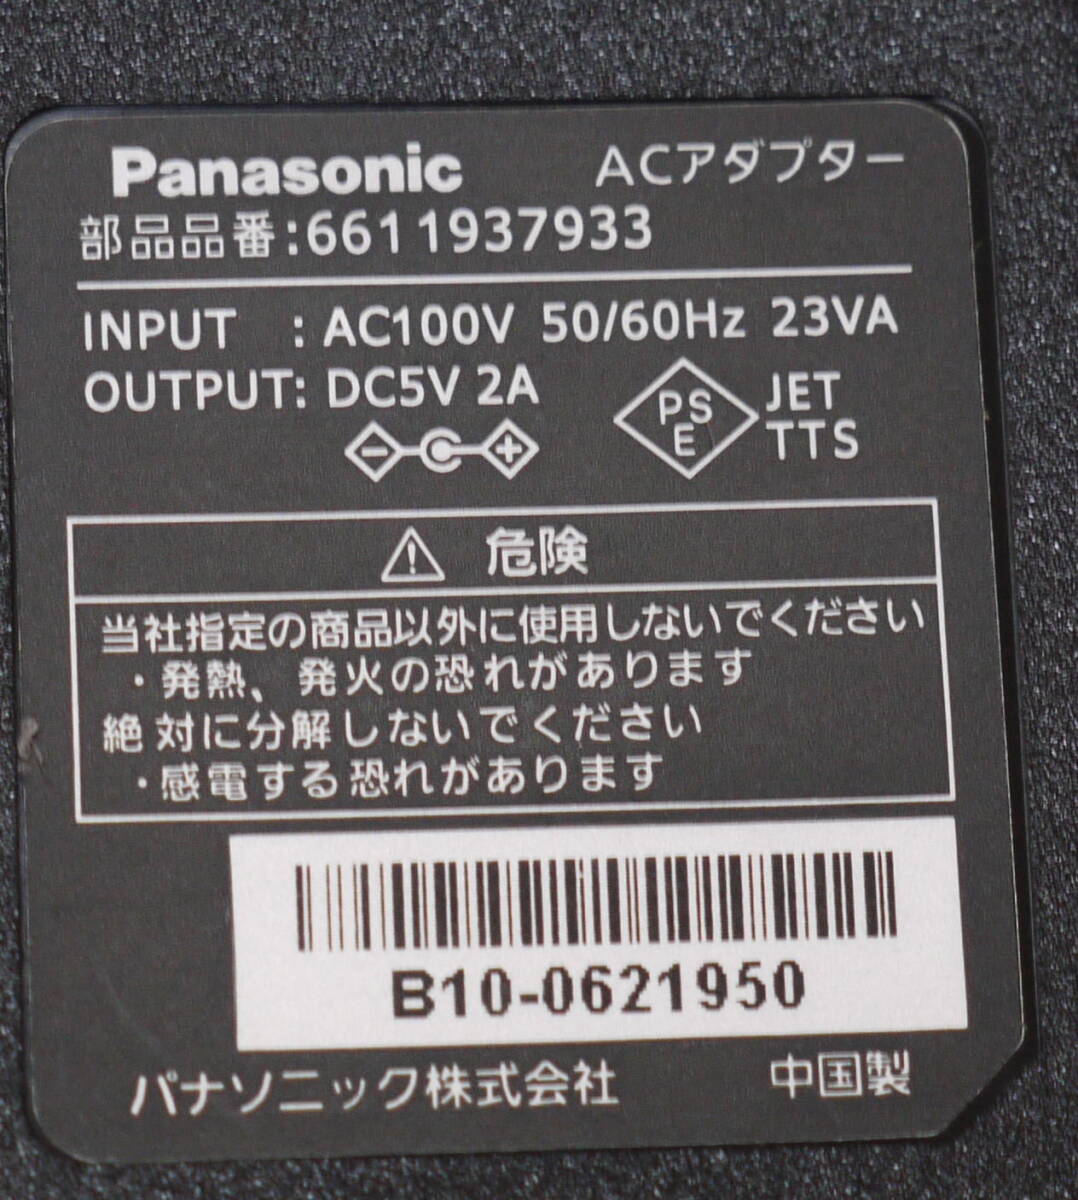 Panasonic ACアダプター
部品品番:6611937933
INPUT : AC100V 50/60Hz 23VA
OUTPUT: DC5V 2A
PS
E
JET
TTS
危険
当社指定の商品以外に使用しないでください
・発熱、発火の恐れがあります
絶対に分解しないでください
・感電する恐れがあります
B10-0621950
パナソニック株式会社 中国製